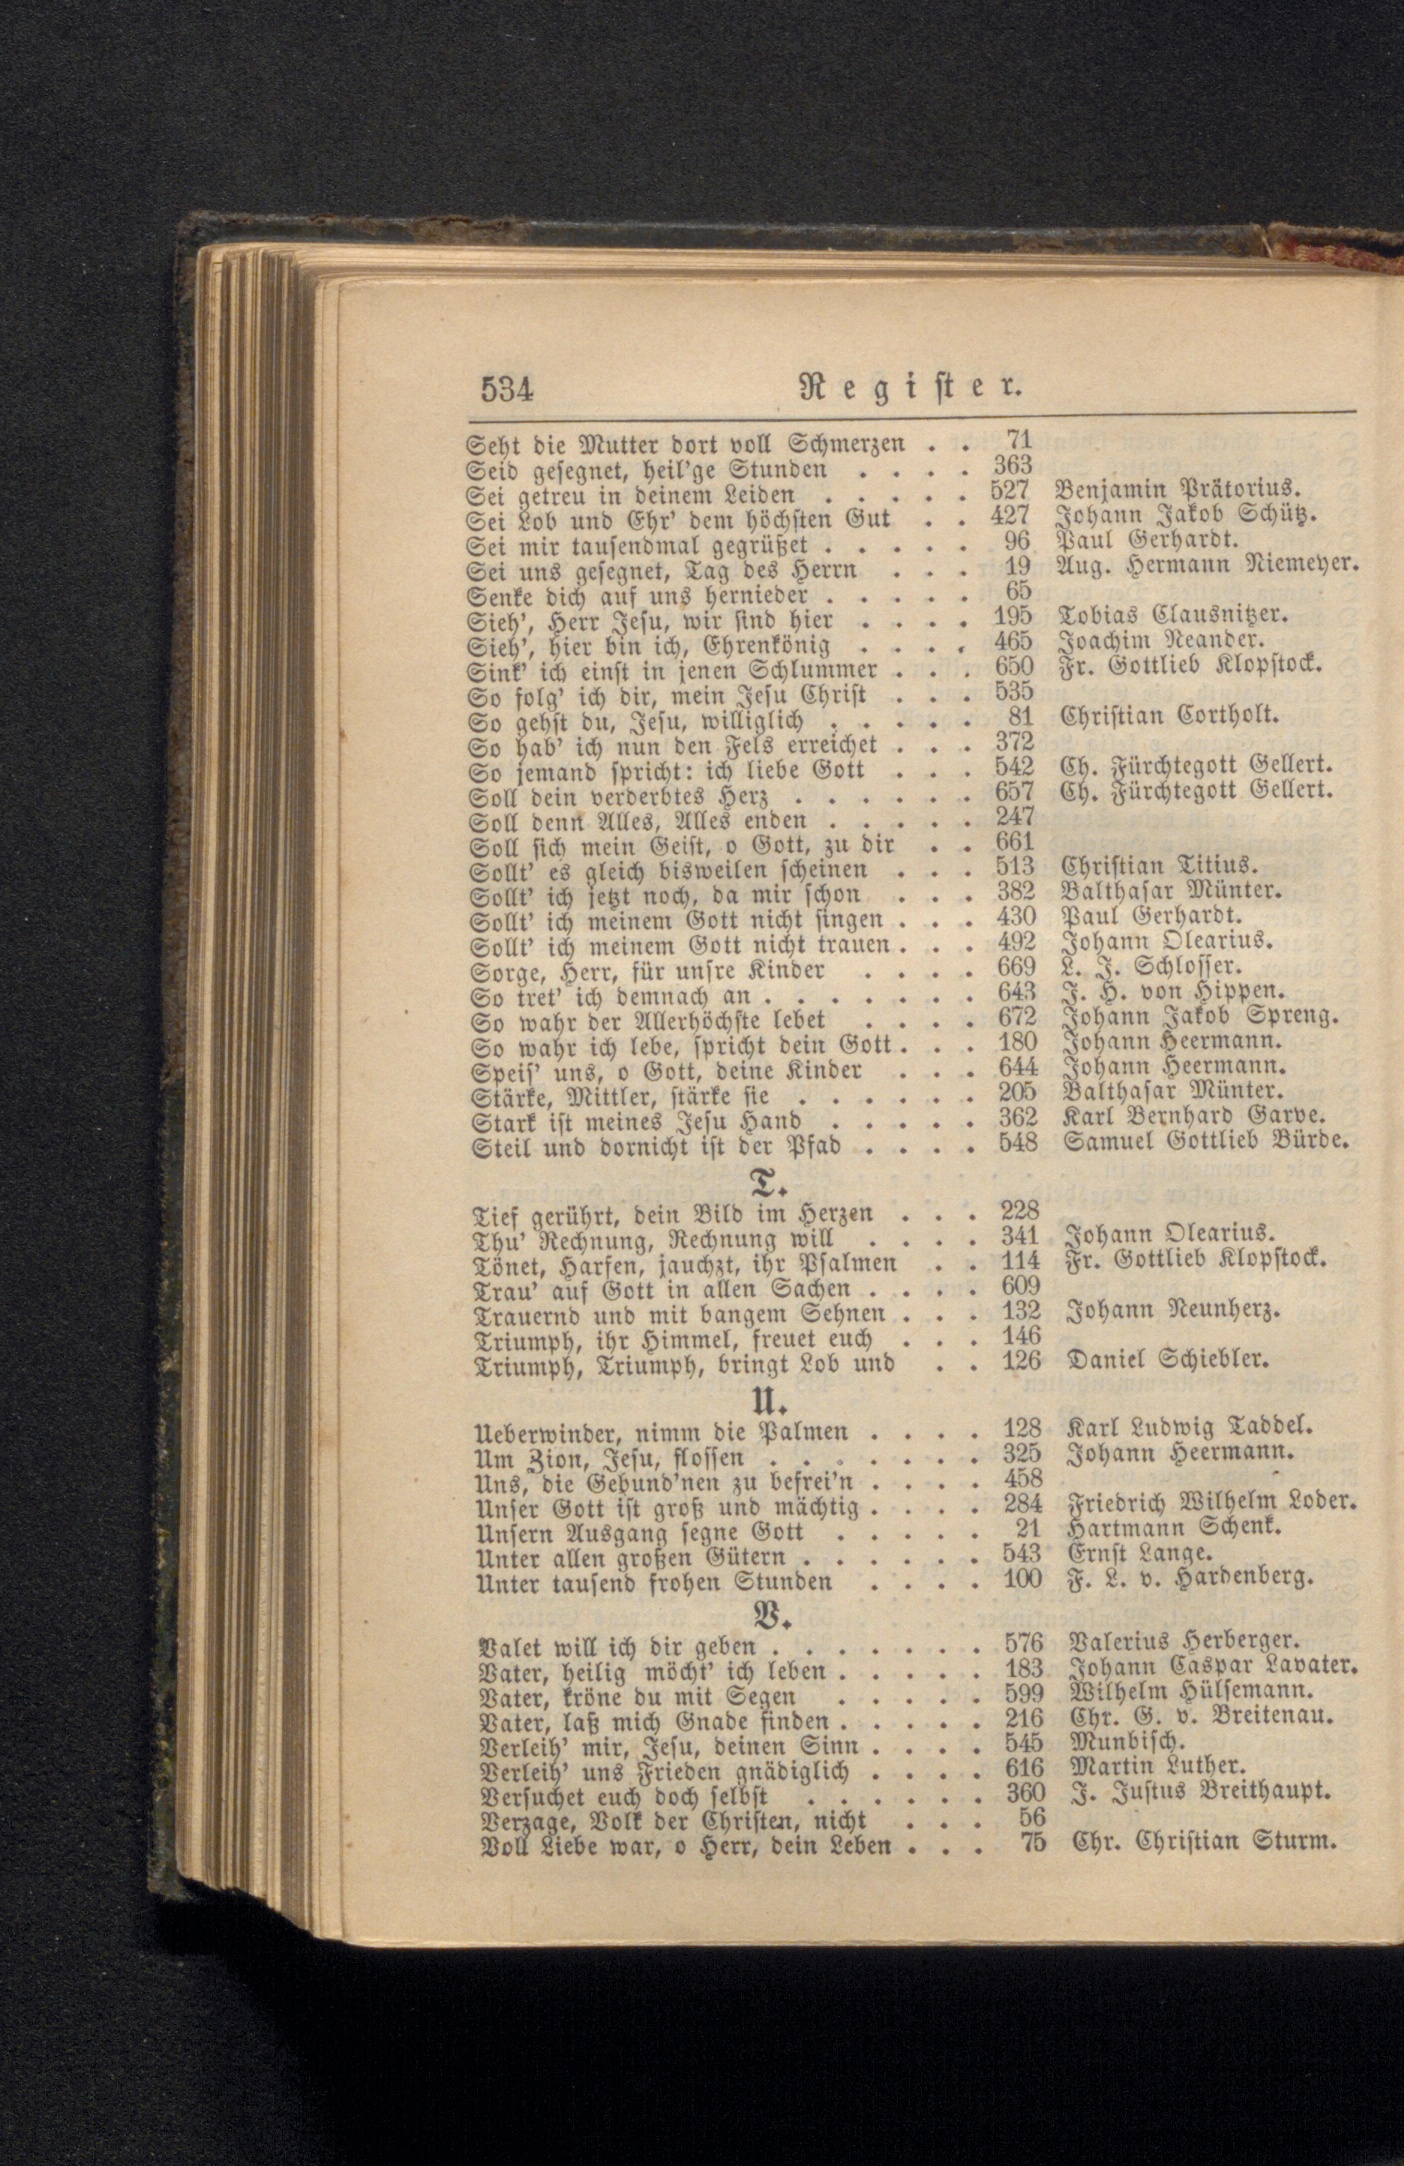 534 Register.
Seht die Mutter dort voll Schmerzen . . 71
Seid gesegnet, heil'ge Stunden . . . . 363
Sei getreu in deinem Leiden . . . . . 527 Benjamin Prätorius.
Sei Lob und Ehr' dem höchsten Gut . . 427 Johann Jakob Schütz.
Sei mir tausendmal gegrüßet . . . . . 96 Paul Gerhardt.
Sei uns gesegnet, Tag des Herrn . . . 19 Aug. Hermann Niemeyer.
Senke dich auf uns hernieder . . . . . 65
Sieh', Herr Jesu, wir sind hier . . . . 195 Tobias Clausnitzer.
Sieh', hier bin ich, Ehrenkönig . . . . 465 Joachim Neander.
Sink' ich einst in jenen Schlummer . . . 650 Fr. Gottlieb Klopstock.
So folg' ich dir, mein Jesu Christ . . . 535
So gehst du, Jesu, williglich . . . . . 81 Christian Cortholt.
So hab' ich nun den Fels erreichet . . . 372
So jemand spricht: ich liebe Gott . . . 542 Ch. Fürchtegott Gellert.
Soll dein verderbtes Herz . . . . . . 657 Ch. Fürchtegott Gellert.
Soll denn Alles, Alles enden . . . . . 247
Soll sich mein Geist, o Gott, zu dir . . 661
Sollt' es gleich bisweilen scheinen . . . 513 Christian Titius.
Sollt' ich jetzt noch, da mir schon . . . 382 Balthasar Münter.
Sollt' ich meinem Gott nicht singen . . . 430 Paul Gerhardt.
Sollt' ich meinem Gott nicht trauen . . . 492 Johann Olearius.
Sorge, Herr, für unsre Kinder . . . . 669 L. J. Schlosser.
So tret' ich demnach an . . . . . . . 643 J. H. von Hippen.
So wahr der Allerhöchste lebet . . . . 672 Johann Jakob Spreng.
So wahr ich lebe, spricht dein Gott . . . 180 Johann Heermann.
Speis' uns, o Gott, deine Kinder . . . 644 Johann Heermann.
Stärke, Mittler, stärke sie . . . . . . 205 Balthasar Münter.
Stark ist meines Jesu Hand . . . . . 362 Karl Bernhard Garve.
Steil und dornicht ist der Pfad . . . . 548 Samuel Gottlieb Bürde.
T.
Tief gerührt, dein Bild im Herzen . . . 228
Thu' Rechnung, Rechnung will . . . . 341 Johann Olearius.
Tönet, Harfen, jauchzt, ihr Psalmen . . 114 Fr. Gottlieb Klopstock.
Trau' auf Gott in allen Sachen . . . . 609
Trauernd und mit bangem Sehnen . . . 132 Johann Neunherz.
Triumph, ihr Himmel, freuet euch . . . 146
Triumph, Triumph, bringt Lob und . . 126 Daniel Schiebler.
U.
Ueberwinder, nimm die Palmen . . . . 128 Karl Ludwig Taddel.
Um Zion, Jesu, flossen . . . . . . . 325 Johann Heermann.
Uns, die Gebund'nen zu befrei'n . . . . 458
Unser Gott ist groß und mächtig . . . . 284 Friedrich Wilhelm Loder.
Unsern Ausgang segne Gott . . . . . 21 Hartmann Schenk.
Unter allen großen Gütern . . . . . . 543 Ernst Lange.
Unter tausend frohen Stunden . . . . 100 F. L. v. Hardenberg.
V.
Valet will ich dir geben . . . . . . . 576 Valerius Herberger.
Vater, heilig möcht' ich leben . . . . . 183 Johann Caspar Lavater.
Vater, kröne du mit Segen . . . . . 599 Wilhelm Hülsemann.
Vater, laß mich Gnade finden . . . . . 216 Chr. G. v. Breitenau.
Verleih' mir, Jesu, deinen Sinn . . . . 545 Munbisch.
Verleih' uns Frieden gnädiglich . . . . 616 Martin Luther.
Versuchet euch doch selbst . . . . . . 360 J. Justus Breithaupt.
Verzage, Volk der Christen, nicht . . . 56
Voll Liebe war, o Herr, dein Leben . . . 75 Chr. Christian Sturm.